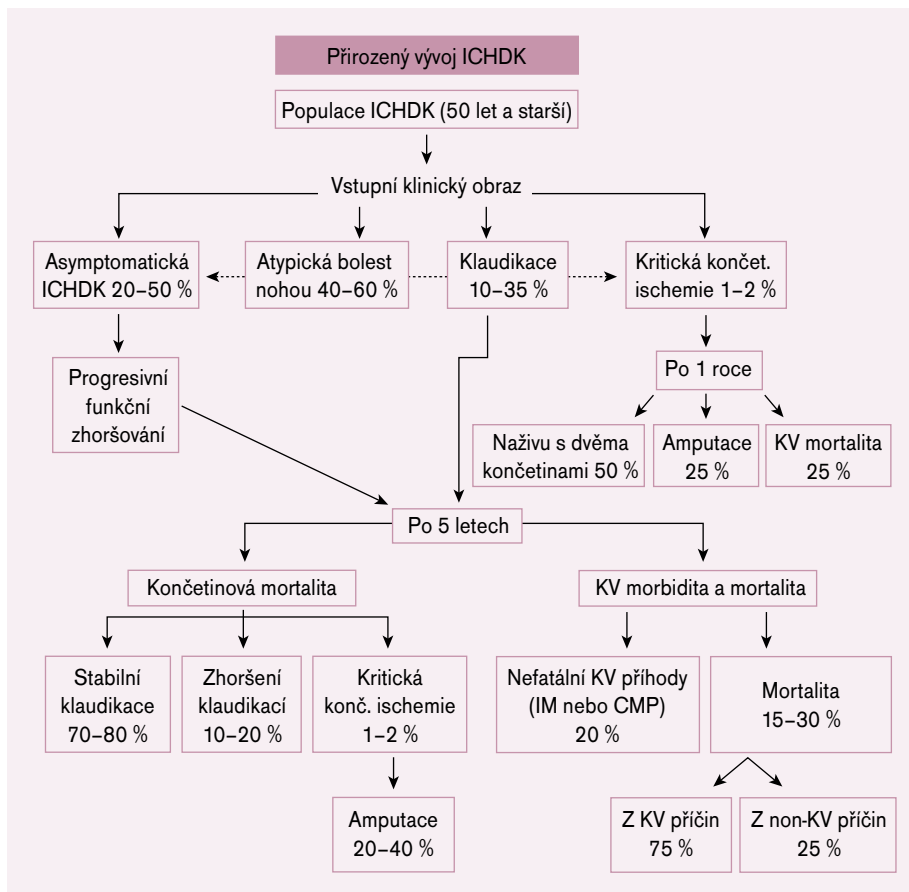 Přirozený vývoj ICHDK
Populace ICHDK (50 let a starší)
Vstupní klinický obraz
Asymptomatická
ICHDK 20–50 %
Atypická bolest
nohou 40–60 %
Klaudikace
10–35 %
Kritická končet.
ischemie 1–2 %
Progresivní
funkční
zhoršování
Po 1 roce
Naživu s dvěma
končetinami 50 %
Amputace
25 %
KV mortalita
25 %
Po 5 letech
Končetinová mortalita
KV morbidita a mortalita
Stabilní
klaudikace
70–80 %
Zhoršení
klaudikací
10–20 %
Kritická
konč. ischemie
1–2 %
Nefatální KV příhody
(IM nebo CMP)
20 %
Mortalita
15–30 %
Amputace
20–40 %
Z KV příčin
75 %
Z non-KV příčin
25 %